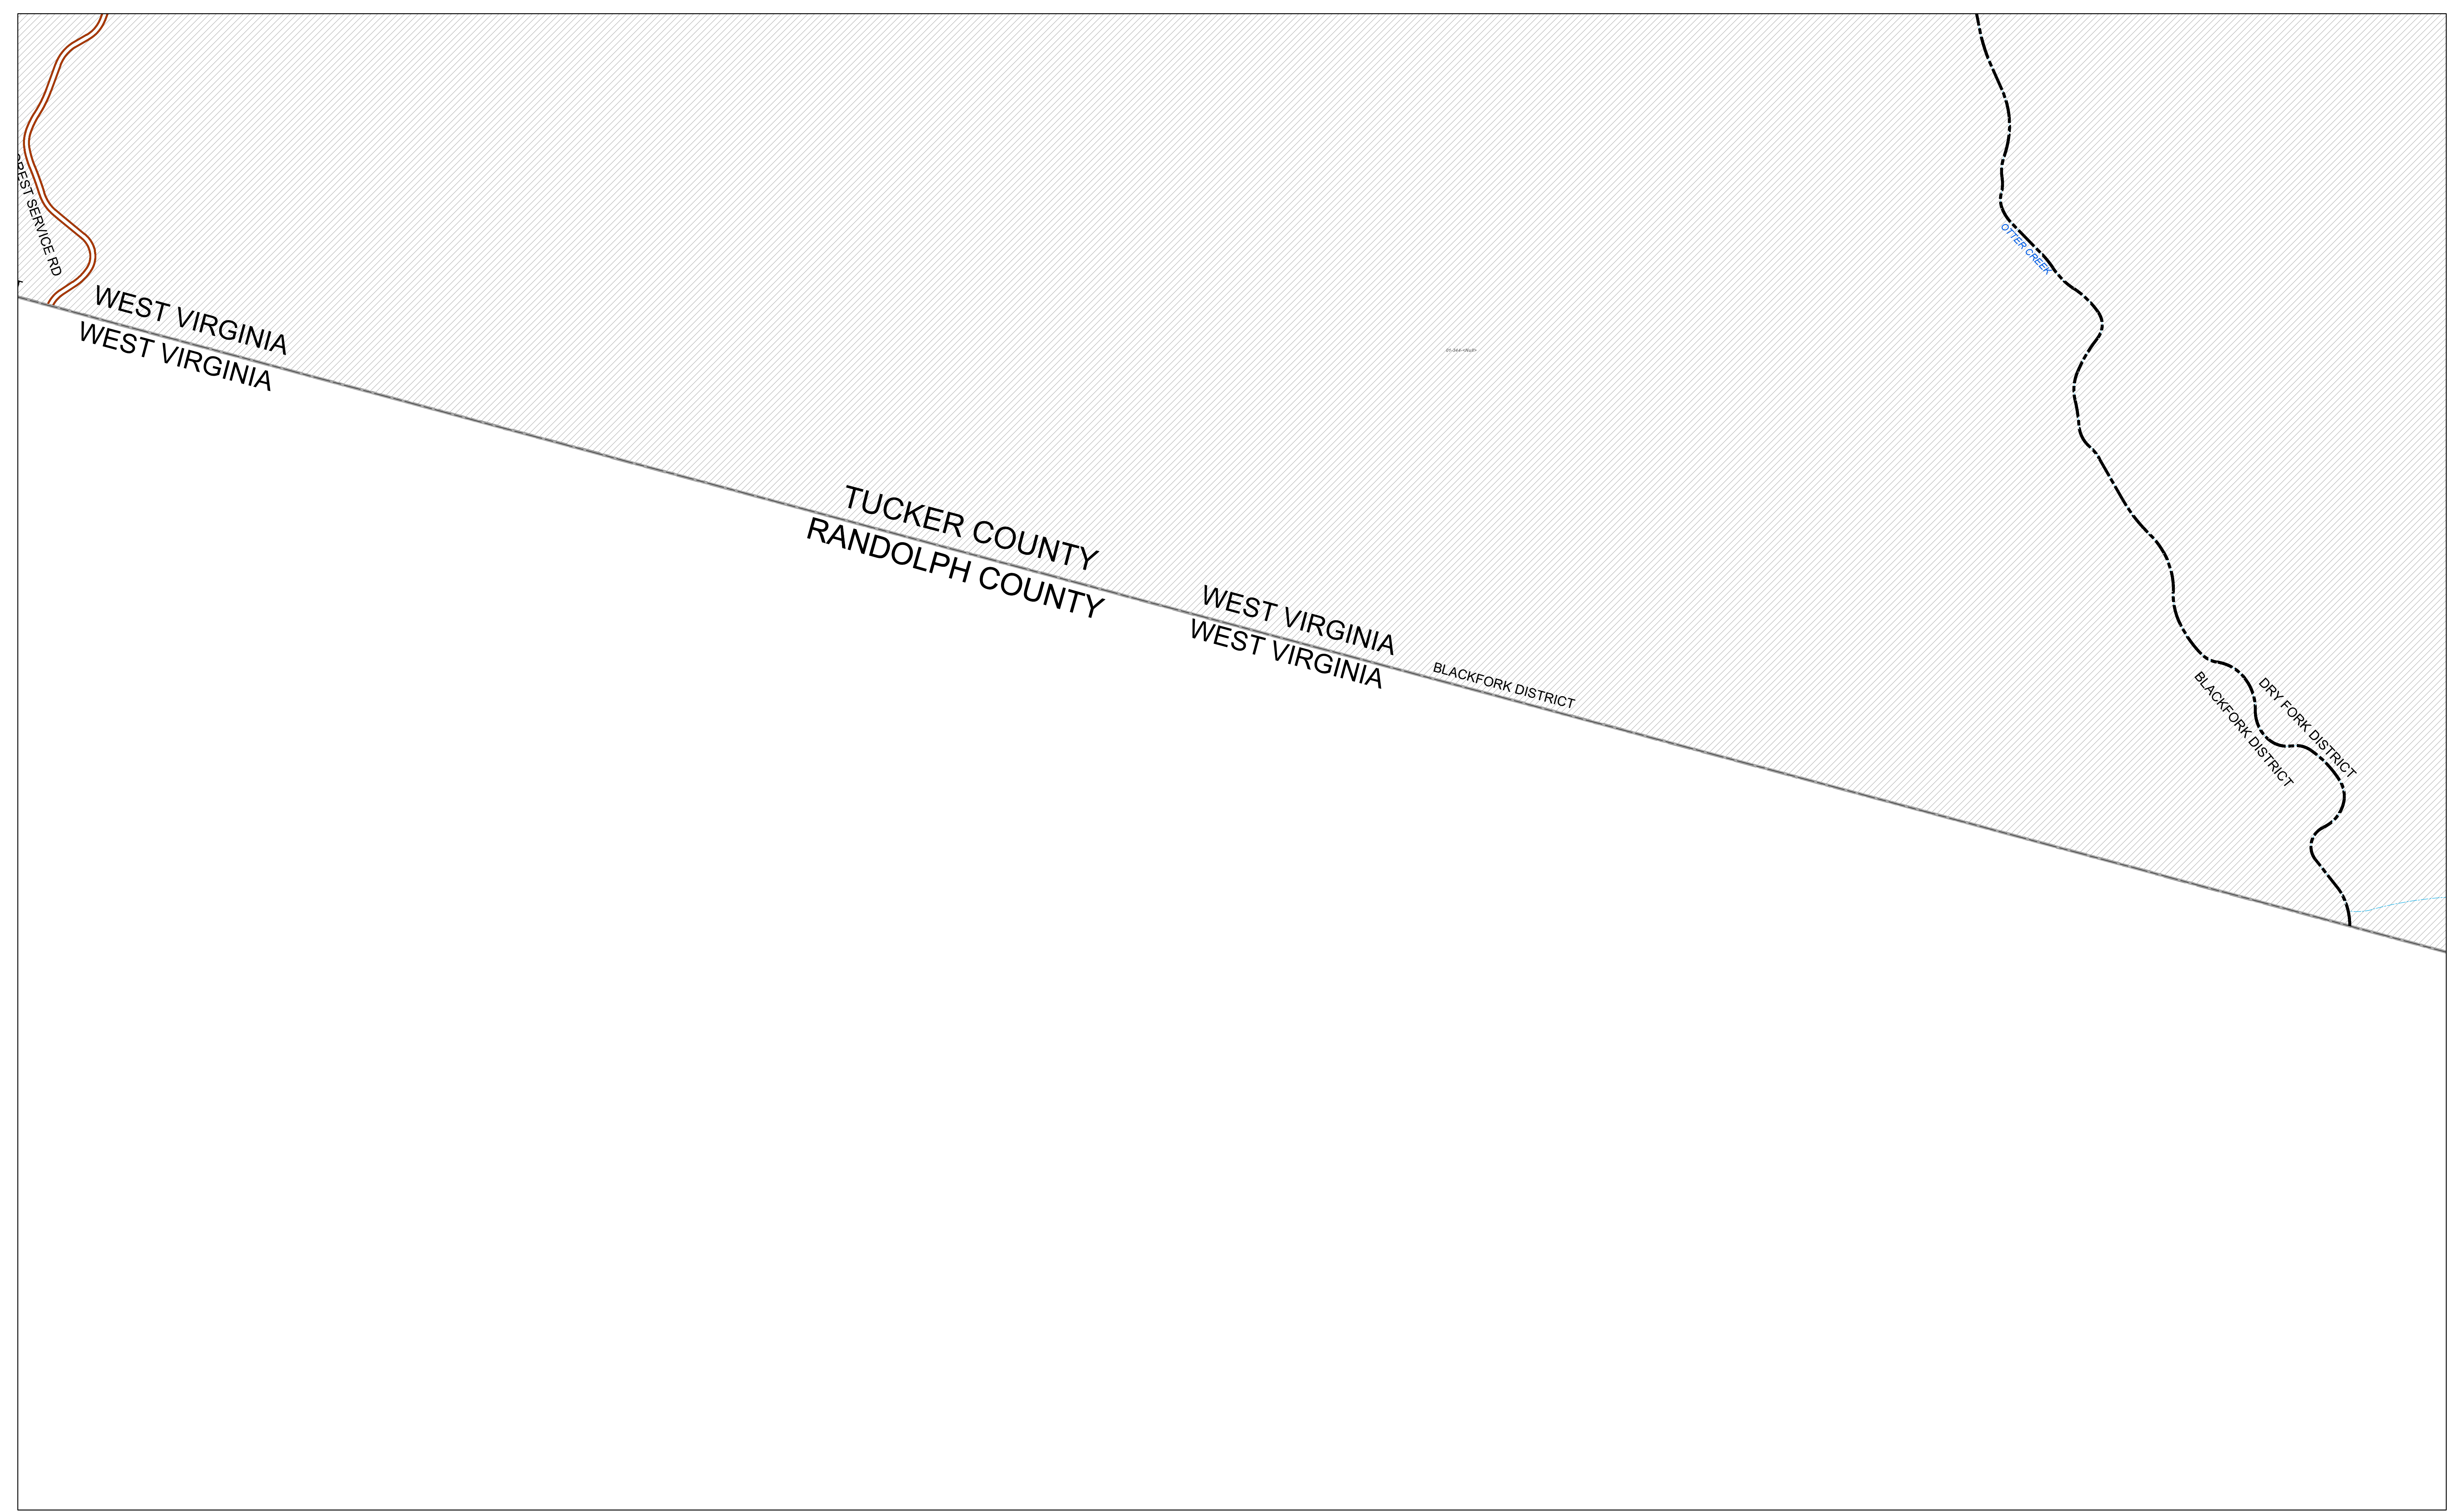 OREST SERVICE RD
WEST VIRGINIA
WEST VIRGINIA
OTTER CREEK
TUCKER COUNTY
RANDOLPH COUNTY
WEST VIRGINIA
WEST VIRGINIA
BLACKFORK DISTRICT
DRY FORK DISTRICT
BLACKFORK DISTRICT